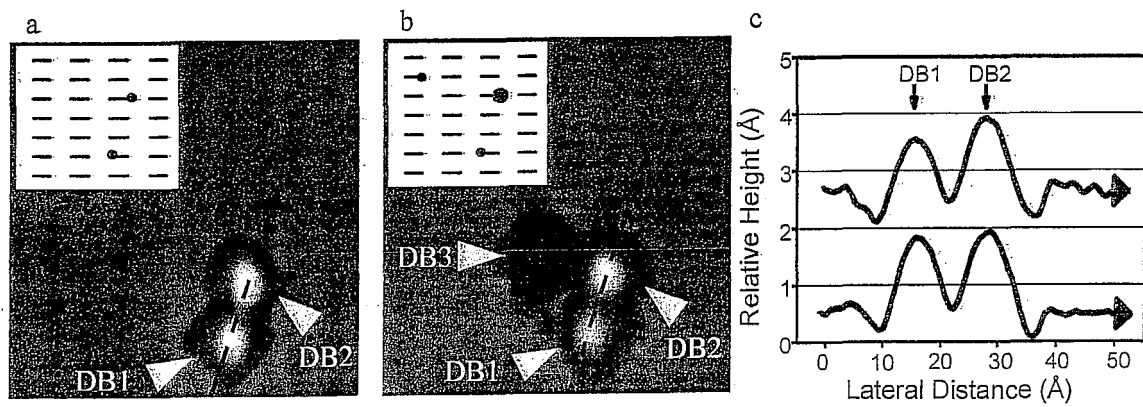 a
DB1
DB2
b
DB3
DB1
DB2
c
5
4
3
2
1
0
Relative Height (Å)
DB1
DB2
0
10
20
30
40
50
Lateral Distance (Å)